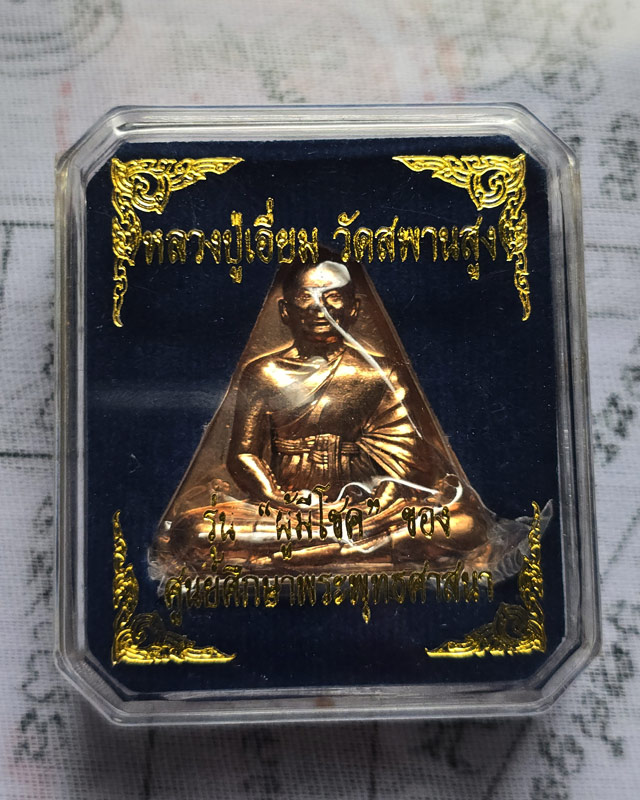 หลวงปู่เอี่ยม วัดสพานสูง
รุ่น “ผู้มีโชค” ของ
ศูนย์ศึกษาพระพุทธศาสนา